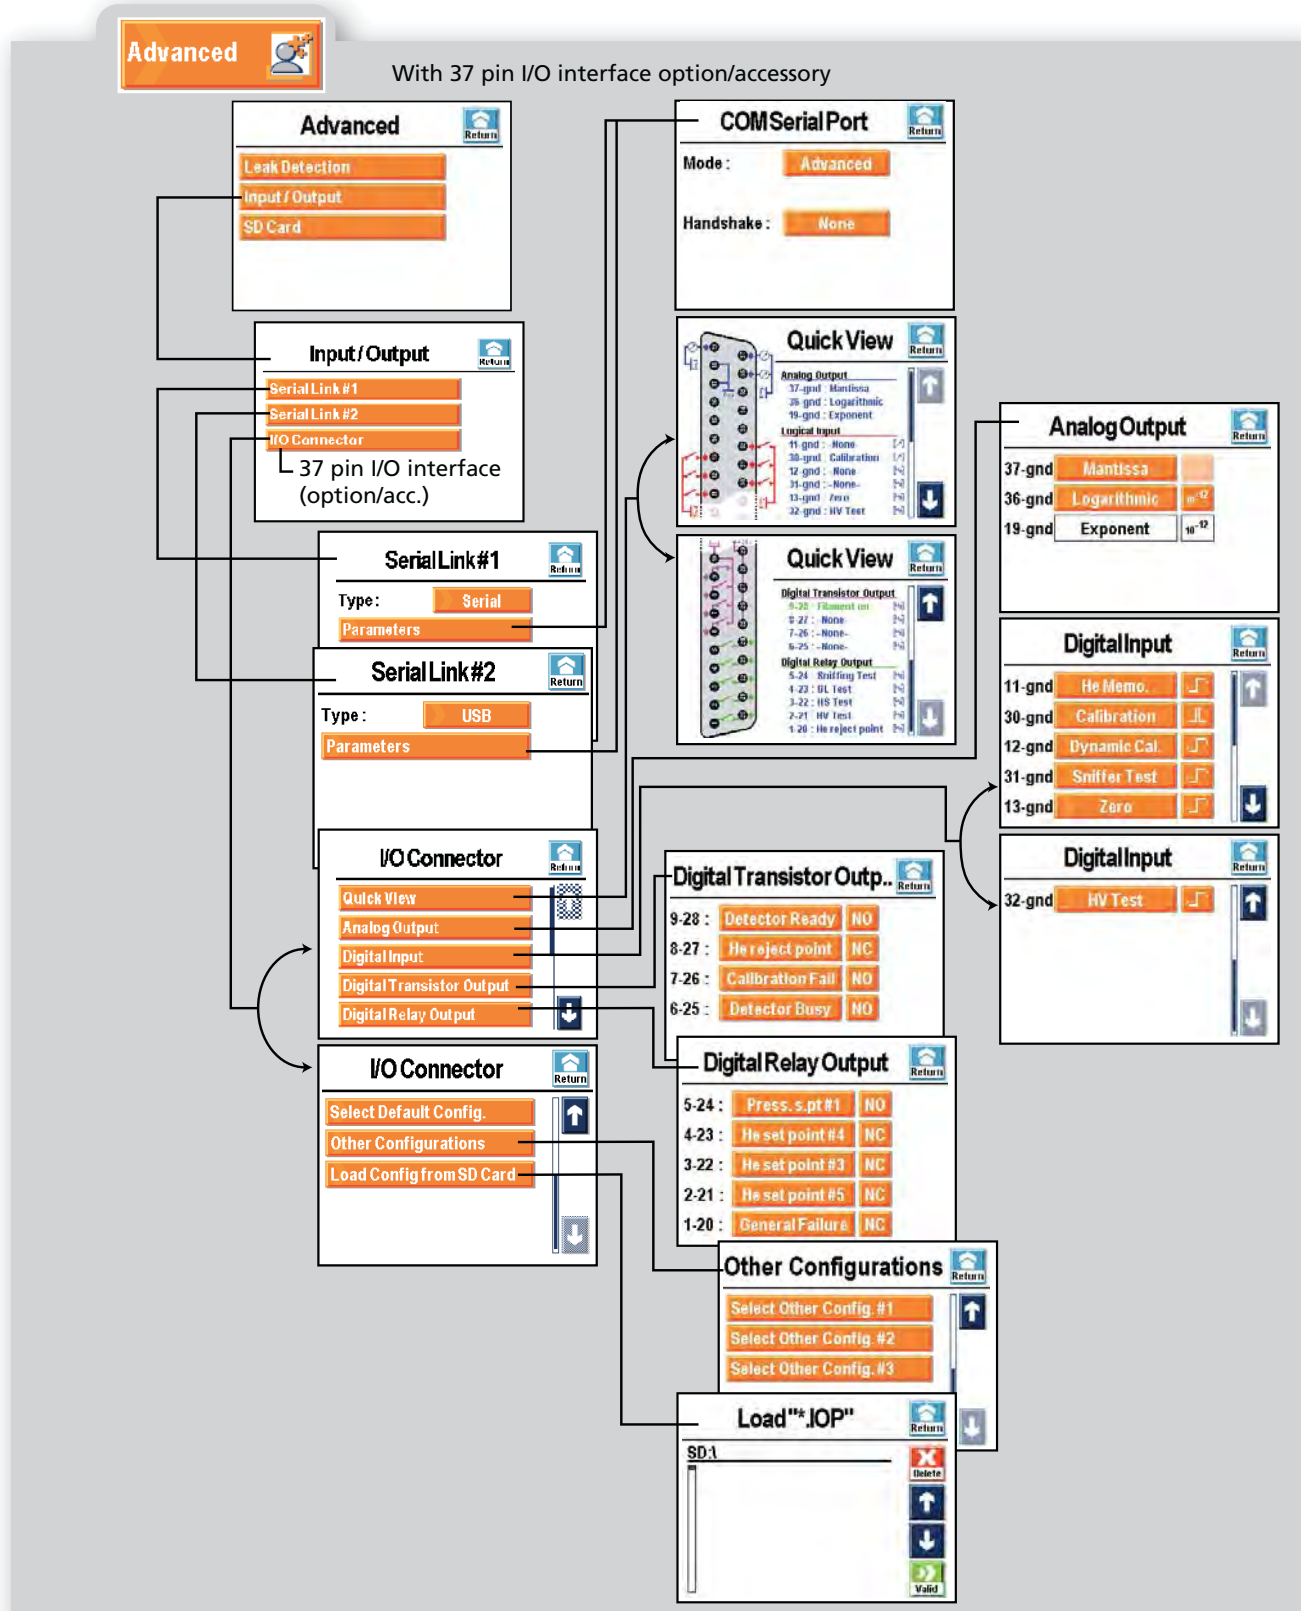 Advanced
With 37 pin I/O interface option/accessory
Advanced
Return
Leak Detection
Input / Output
SD Card
Input / Output
Return
Serial Link #1
Serial Link #2
I/O Connector
37 pin I/O interface
(option/acc.)
Serial Link #1
Return
Type : Serial
Parameters
Serial Link #2
Return
Type : USB
Parameters
I/O Connector
Return
Quick View
Analog Output
Digital Input
Digital Transistor Output
Digital Relay Output
I/O Connector
Return
Select Default Config.
Other Configurations
Load Config from SD Card
COM Serial Port
Return
Mode : Advanced
Handshake : None
Quick View
Return
Analog Output
37-gnd : Mantissa
36-gnd : Logarithmic
19-gnd : Exponent
Logical Input
11-gnd : -None-
30-gnd : Calibration
12-gnd : -None-
31-gnd : -None-
13-gnd : Zero
32-gnd : HV Test
Quick View
Return
Digital Transistor Output
9-28 : Filament on
8-27 : -None-
7-26 : -None-
6-25 : -None-
Digital Relay Output
5-24 : Sniffing Test
4-23 : GL Test
3-22 : HS Test
2-21 : HV Test
1-20 : He reject point
Analog Output
Return
37-gnd Mantissa
36-gnd Logarithmic
19-gnd Exponent 10⁻¹²
Digital Input
Return
11-gnd He Memo.
30-gnd Calibration
12-gnd Dynamic Cal.
31-gnd Sniffer Test
13-gnd Zero
Digital Input
Return
32-gnd HV Test
Digital Transistor Outp..
Return
9-28 : Detector Ready NO
8-27 : He reject point NC
7-26 : Calibration Fail NO
6-25 : Detector Busy NO
Digital Relay Output
Return
5-24 : Press. s.pt #1 NO
4-23 : He set point #4 NC
3-22 : He set point #3 NC
2-21 : He set point #5 NC
1-20 : General Failure NC
Other Configurations
Return
Select Other Config. #1
Select Other Config. #2
Select Other Config. #3
Load "*.IOP"
Return
SD:\
Delete
Valid